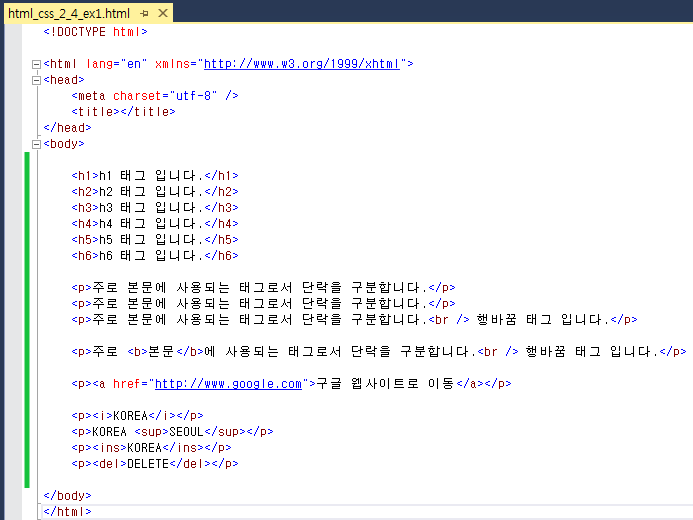 html_css_2_4_ex1.html
<!DOCTYPE html>
<html lang="en" xmlns="http://www.w3.org/1999/xhtml">
<head>
<meta charset="utf-8" />
<title></title>
</head>
<body>
<h1>h1 태그 입니다.</h1>
<h2>h2 태그 입니다.</h2>
<h3>h3 태그 입니다.</h3>
<h4>h4 태그 입니다.</h4>
<h5>h5 태그 입니다.</h5>
<h6>h6 태그 입니다.</h6>
<p>주로 본문에 사용되는 태그로서 단락을 구분합니다.</p>
<p>주로 본문에 사용되는 태그로서 단락을 구분합니다.</p>
<p>주로 본문에 사용되는 태그로서 단락을 구분합니다.<br /> 행바꿈 태그 입니다.</p>
<p>주로 <b>본문</b>에 사용되는 태그로서 단락을 구분합니다.<br /> 행바꿈 태그 입니다.</p>
<p><a href="http://www.google.com">구글 웹사이트로 이동</a></p>
<p><i>KOREA</i></p>
<p>KOREA <sup>SEOUL</sup></p>
<p><ins>KOREA</ins></p>
<p><del>DELETE</del></p>
</body>
</html>